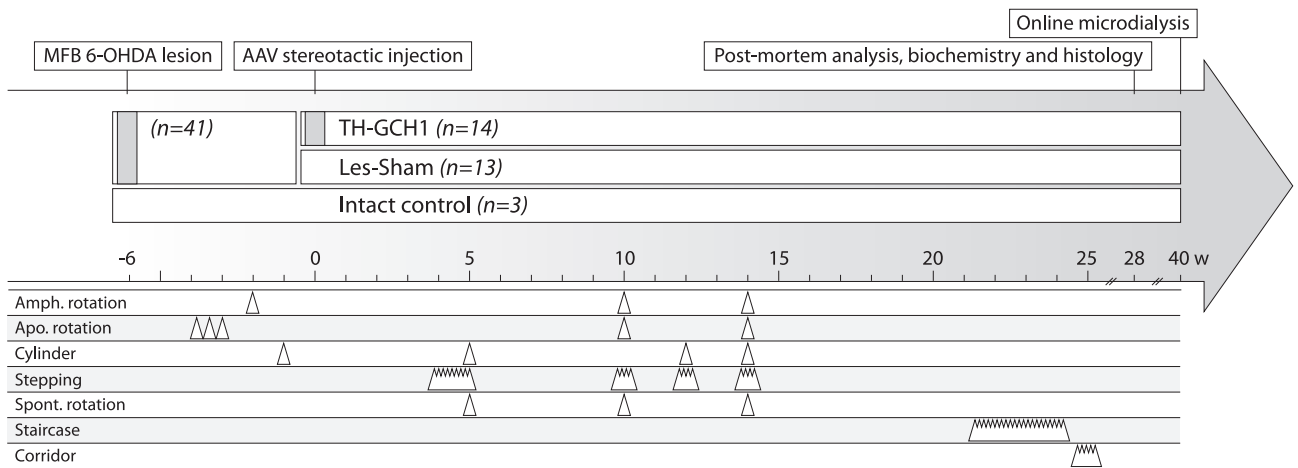 Online microdialysis
MFB 6-OHDA lesion AAV stereotactic injection Post-mortem analysis, biochemistry and histology
(n=41) TH-GCH1 (n=14)
Les-Sham (n=13)
Intact control (n=3)
-6 0 5 10 15 20 25 28 40 w
Amph. rotation
Apo. rotation
Cylinder
Stepping
Spont. rotation
Staircase
Corridor